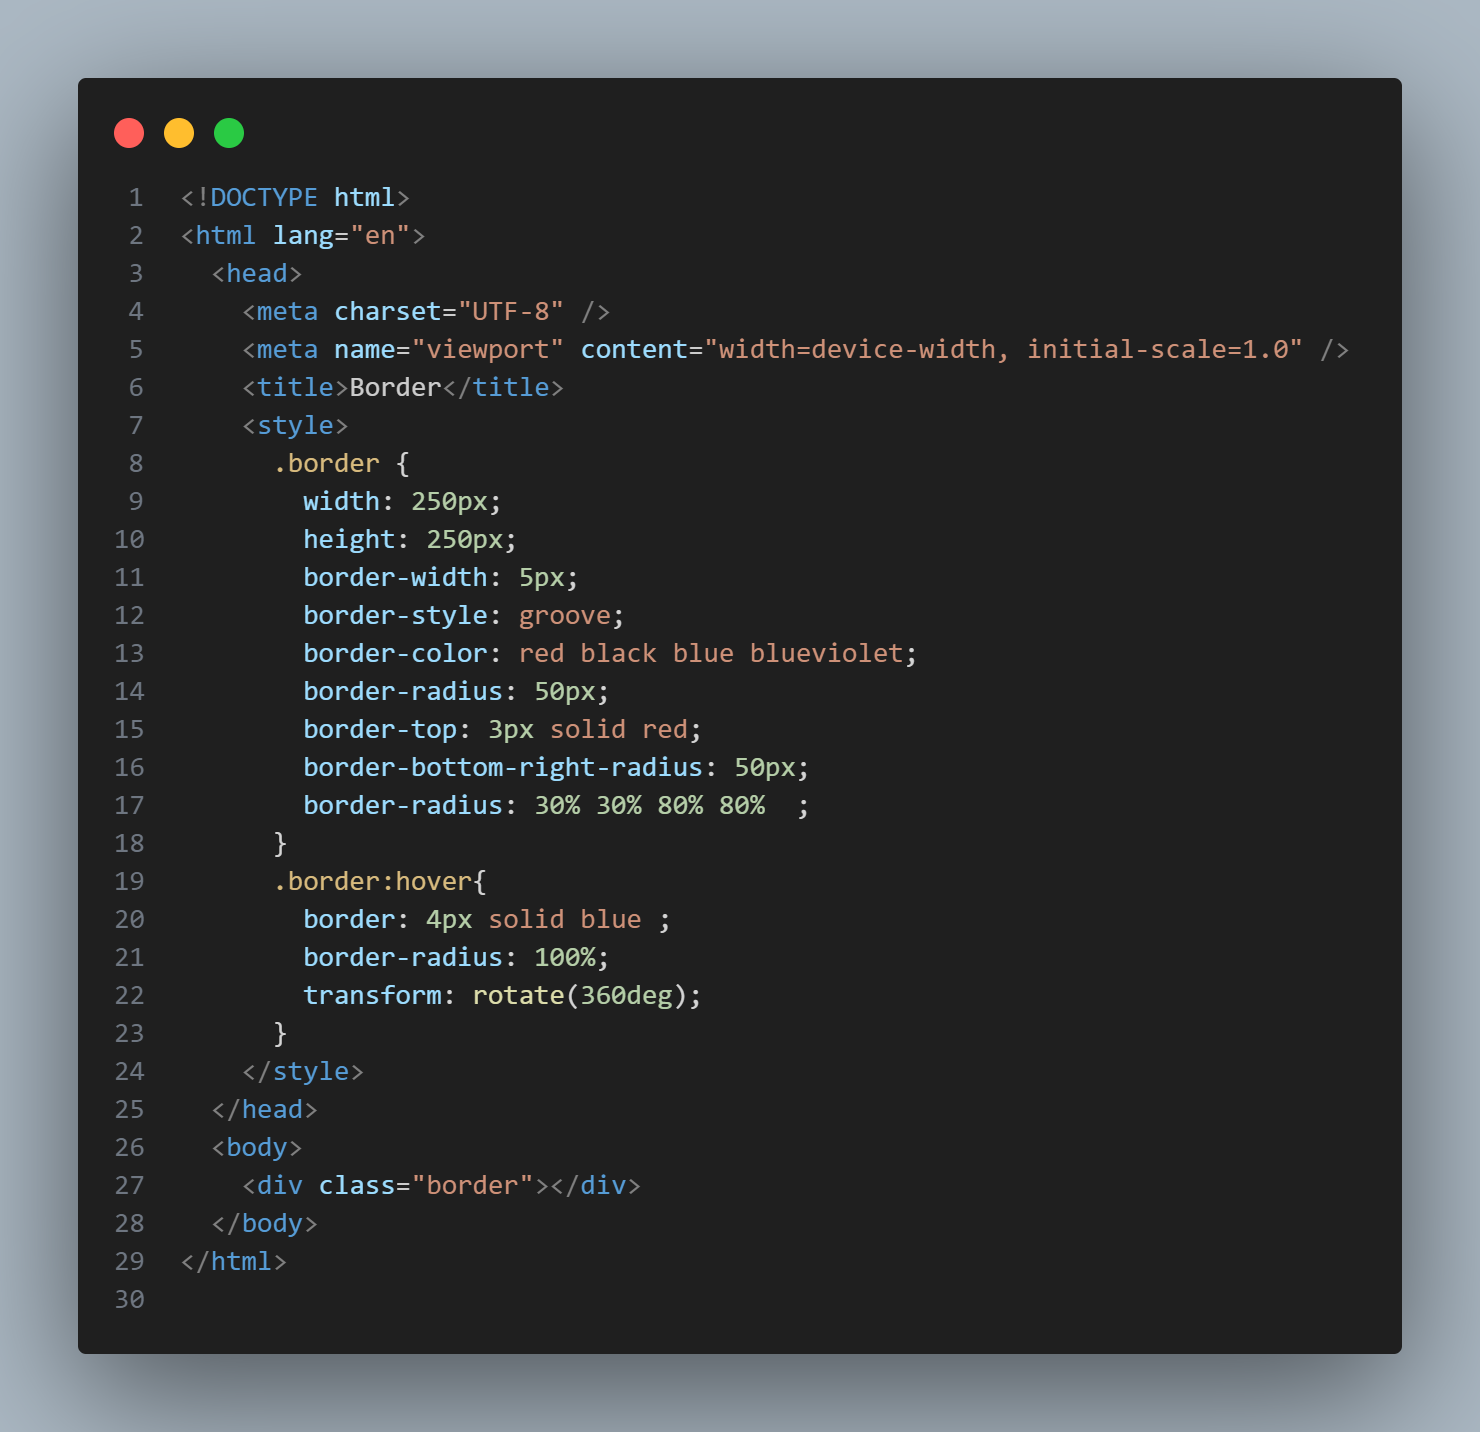 1 <!DOCTYPE html>
2 <html lang="en">
3   <head>
4     <meta charset="UTF-8" />
5     <meta name="viewport" content="width=device-width, initial-scale=1.0" />
6     <title>Border</title>
7     <style>
8       .border {
9         width: 250px;
10         height: 250px;
11         border-width: 5px;
12         border-style: groove;
13         border-color: red black blue blueviolet;
14         border-radius: 50px;
15         border-top: 3px solid red;
16         border-bottom-right-radius: 50px;
17         border-radius: 30% 30% 80% 80%  ;
18       }
19       .border:hover{
20         border: 4px solid blue ;
21         border-radius: 100%;
22         transform: rotate(360deg);
23       }
24     </style>
25   </head>
26   <body>
27     <div class="border"></div>
28   </body>
29 </html>
30